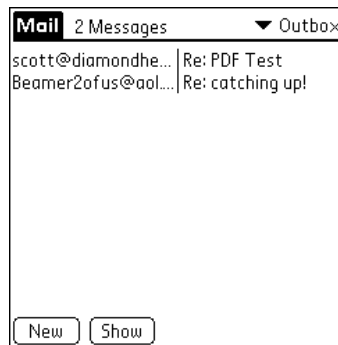 Mail 2 Messages Outbox
scott@diamondhe... Re: PDF Test
Beamer2ofus@aol.... Re: catching up!
New Show